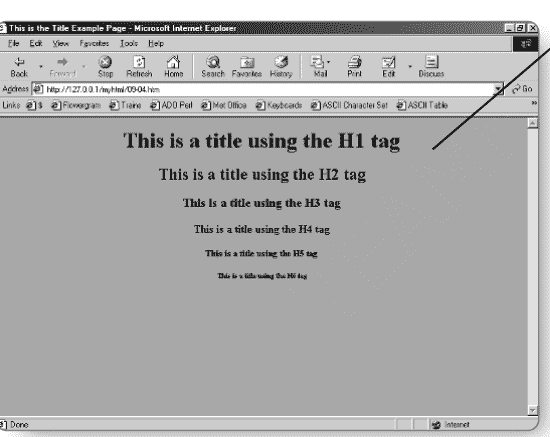 This is the Title Example Page - Microsoft Internet Explorer
File Edit View Favorites Tools Help
Back Forward Stop Refresh Home Search Favorites History Mail Print Edit Discuss
Address http://127.0.0.1/myhtml/09-04.htm Go
Links $ Flowergram Trains ADO Perl Met Office Keyboards ASCII Character Set ASCII Table »
This is a title using the H1 tag
This is a title using the H2 tag
This is a title using the H3 tag
This is a title using the H4 tag
This is a title using the H5 tag
This is a title using the H6 tag
Done Internet